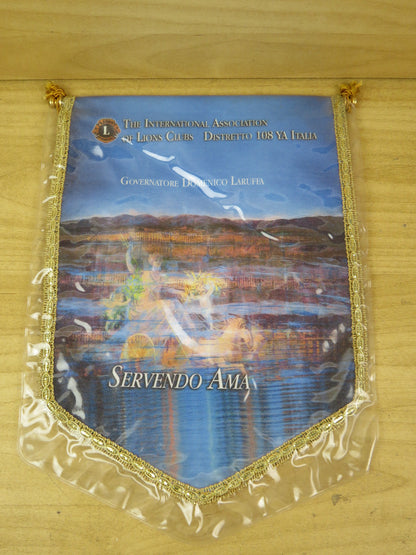 The International Association
of Lions Clubs Distretto 108 YA Italia
L
Governatore Domenico Laruffa
Servendo Ama